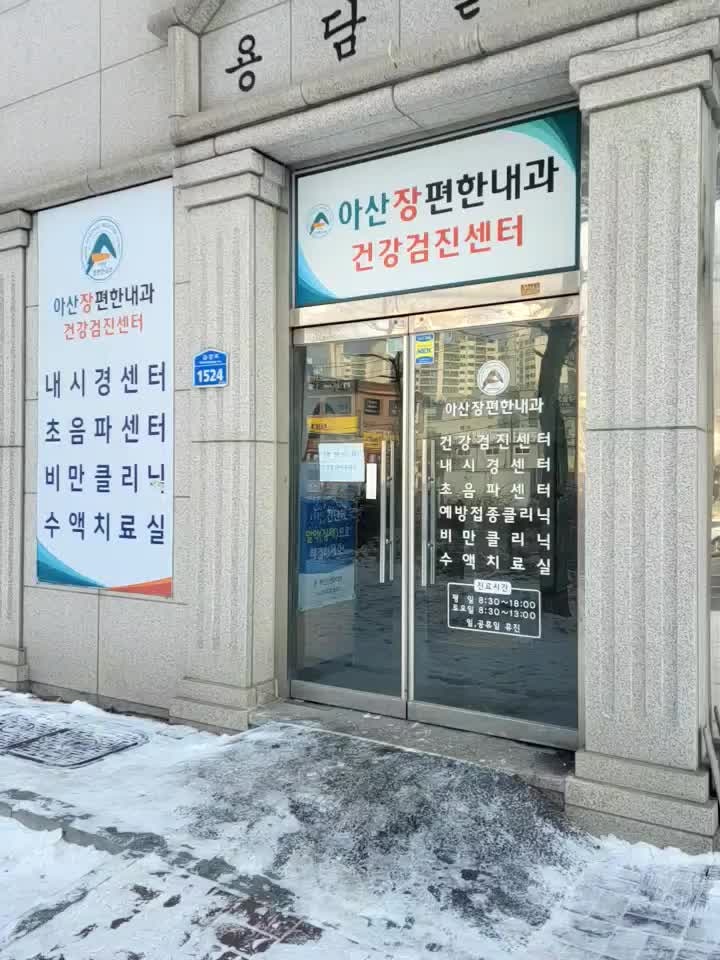 용담
아산장편한내과
건강검진센터
아산장편한내과
건강검진센터
내시경센터
초음파센터
비만클리닉
수액치료실
1524
아산장편한내과
건강검진센터
내시경센터
초음파센터
예방접종클리닉
비만클리닉
수액치료실
진료시간
평 일 8:30~18:00
토요일 8:30~13:00
일,공휴일 휴진